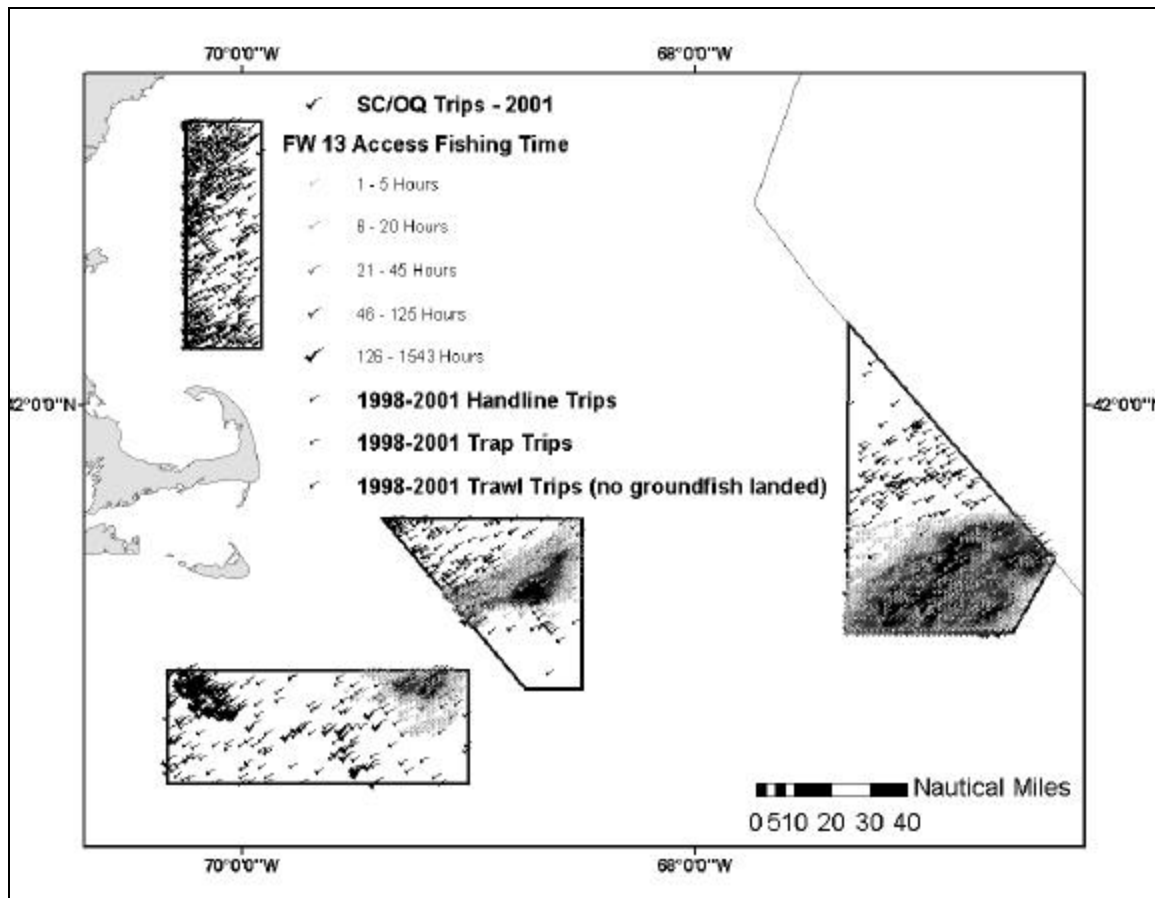 70°0'0"W 68°0'0"W
SC/OQ Trips - 2001
FW 13 Access Fishing Time
1 - 5 Hours
6 - 20 Hours
21 - 45 Hours
46 - 125 Hours
126 - 1543 Hours
42°0'0"N 42°0'0"N
1998-2001 Handline Trips
1998-2001 Trap Trips
1998-2001 Trawl Trips (no groundfish landed)
Nautical Miles
0 5 10 20 30 40
70°0'0"W 68°0'0"W